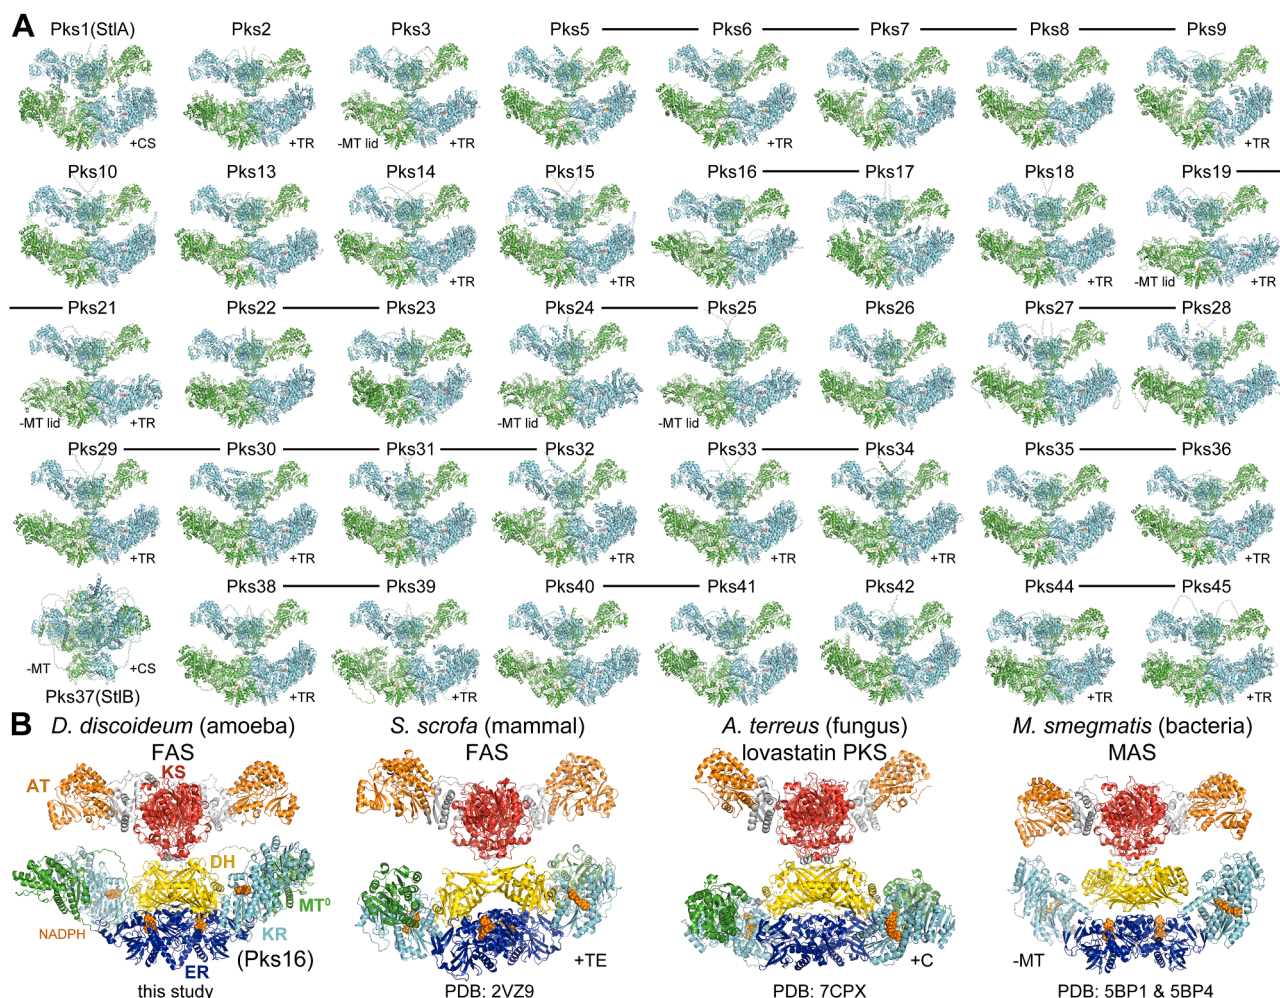 A
Pks1(StlA) Pks2 Pks3 Pks5 Pks6 Pks7 Pks8 Pks9
+CS +TR -MT lid +TR +TR +TR +TR
Pks10 Pks13 Pks14 Pks15 Pks16 Pks17 Pks18 Pks19
+TR +TR +TR -MT lid +TR
Pks21 Pks22 Pks23 Pks24 Pks25 Pks26 Pks27 Pks28
-MT lid +TR -MT lid -MT lid
Pks29 Pks30 Pks31 Pks32 Pks33 Pks34 Pks35 Pks36
+TR +TR +TR +TR +TR +TR +TR
Pks38 Pks39 Pks40 Pks41 Pks42 Pks44 Pks45
-MT +CS +TR +TR +TR +TR
Pks37(StlB)
B
D. discoideum (amoeba) S. scrofa (mammal) A. terreus (fungus) M. smegmatis (bacteria)
FAS FAS lovastatin PKS MAS
KS
AT
DH
MT⁰
NADPH
KR
ER (Pks16) +TE +C -MT
this study PDB: 2VZ9 PDB: 7CPX PDB: 5BP1 & 5BP4